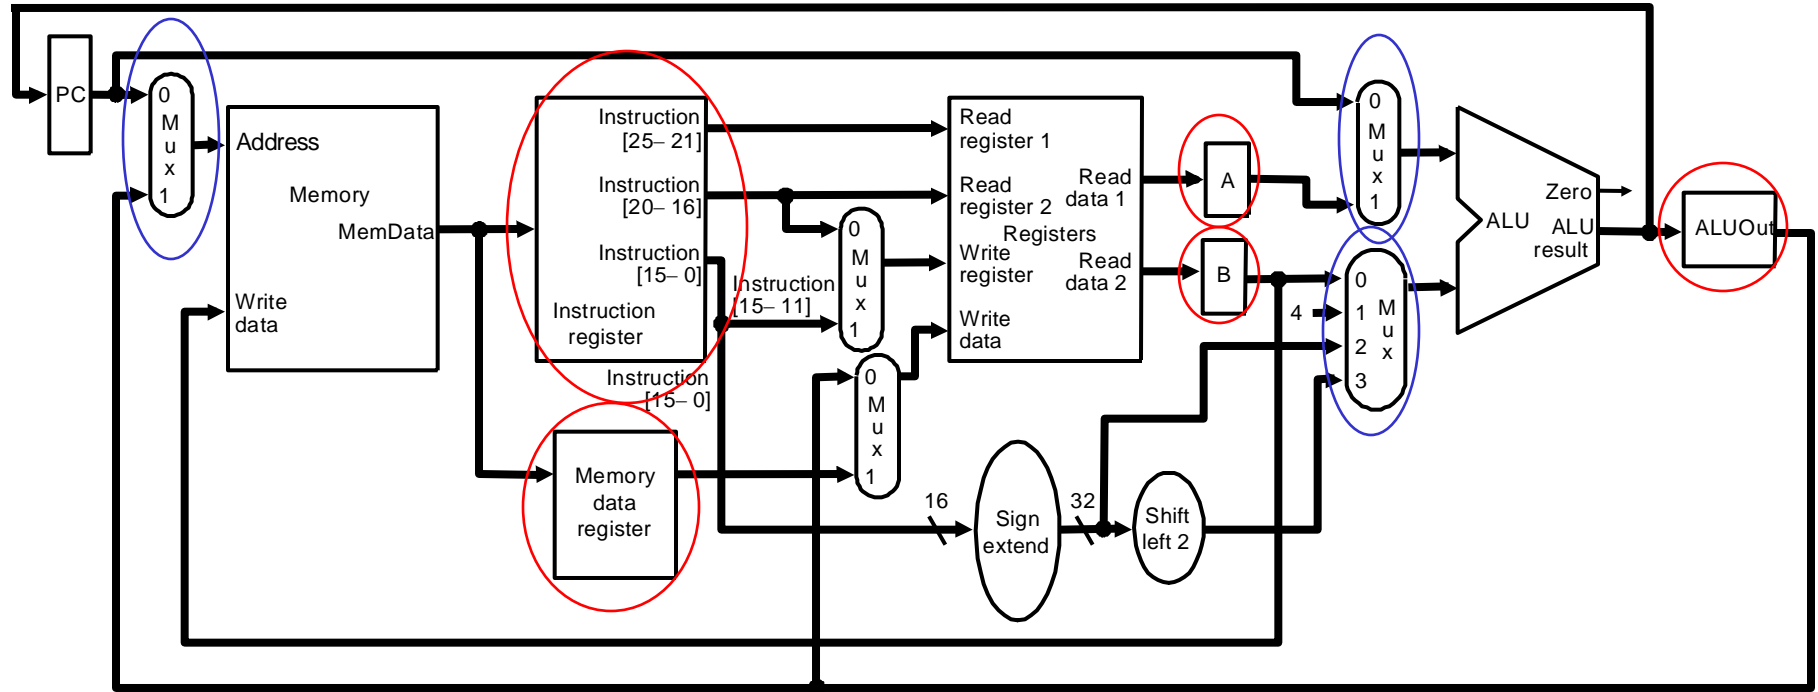 PC
0
M
u
x
1
Address
Memory
MemData
Write
data
Instruction
[25– 21]
Instruction
[20– 16]
Instruction
[15– 0]
Instruction
register
Instruction
[15– 11]
Instruction
[15– 0]
Memory
data
register
0
M
u
x
1
0
M
u
x
1
16
Sign
extend
32
Shift
left 2
Read
register 1
Read
register 2
Registers
Write
register
Write
data
Read
data 1
Read
data 2
A
B
4
0
M
u
x
1
0
1
2
3
M
u
x
ALU
Zero
ALU
result
ALUOut